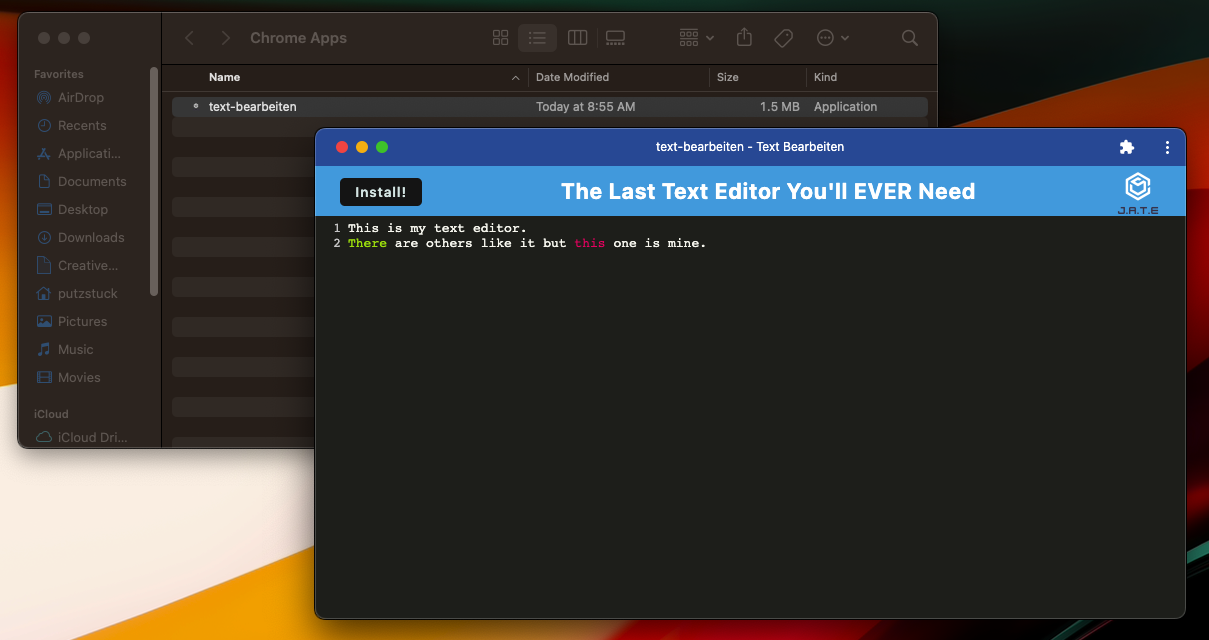 Chrome Apps
Favorites
AirDrop
Recents
Applicati...
Documents
Desktop
Downloads
Creative...
putzstuck
Pictures
Music
Movies
iCloud
iCloud Dri...
Name Date Modified Size Kind
text-bearbeiten Today at 8:55 AM 1.5 MB Application
text-bearbeiten - Text Bearbeiten
Install! The Last Text Editor You'll EVER Need
J.A.T.E
1 This is my text editor.
2 There are others like it but this one is mine.